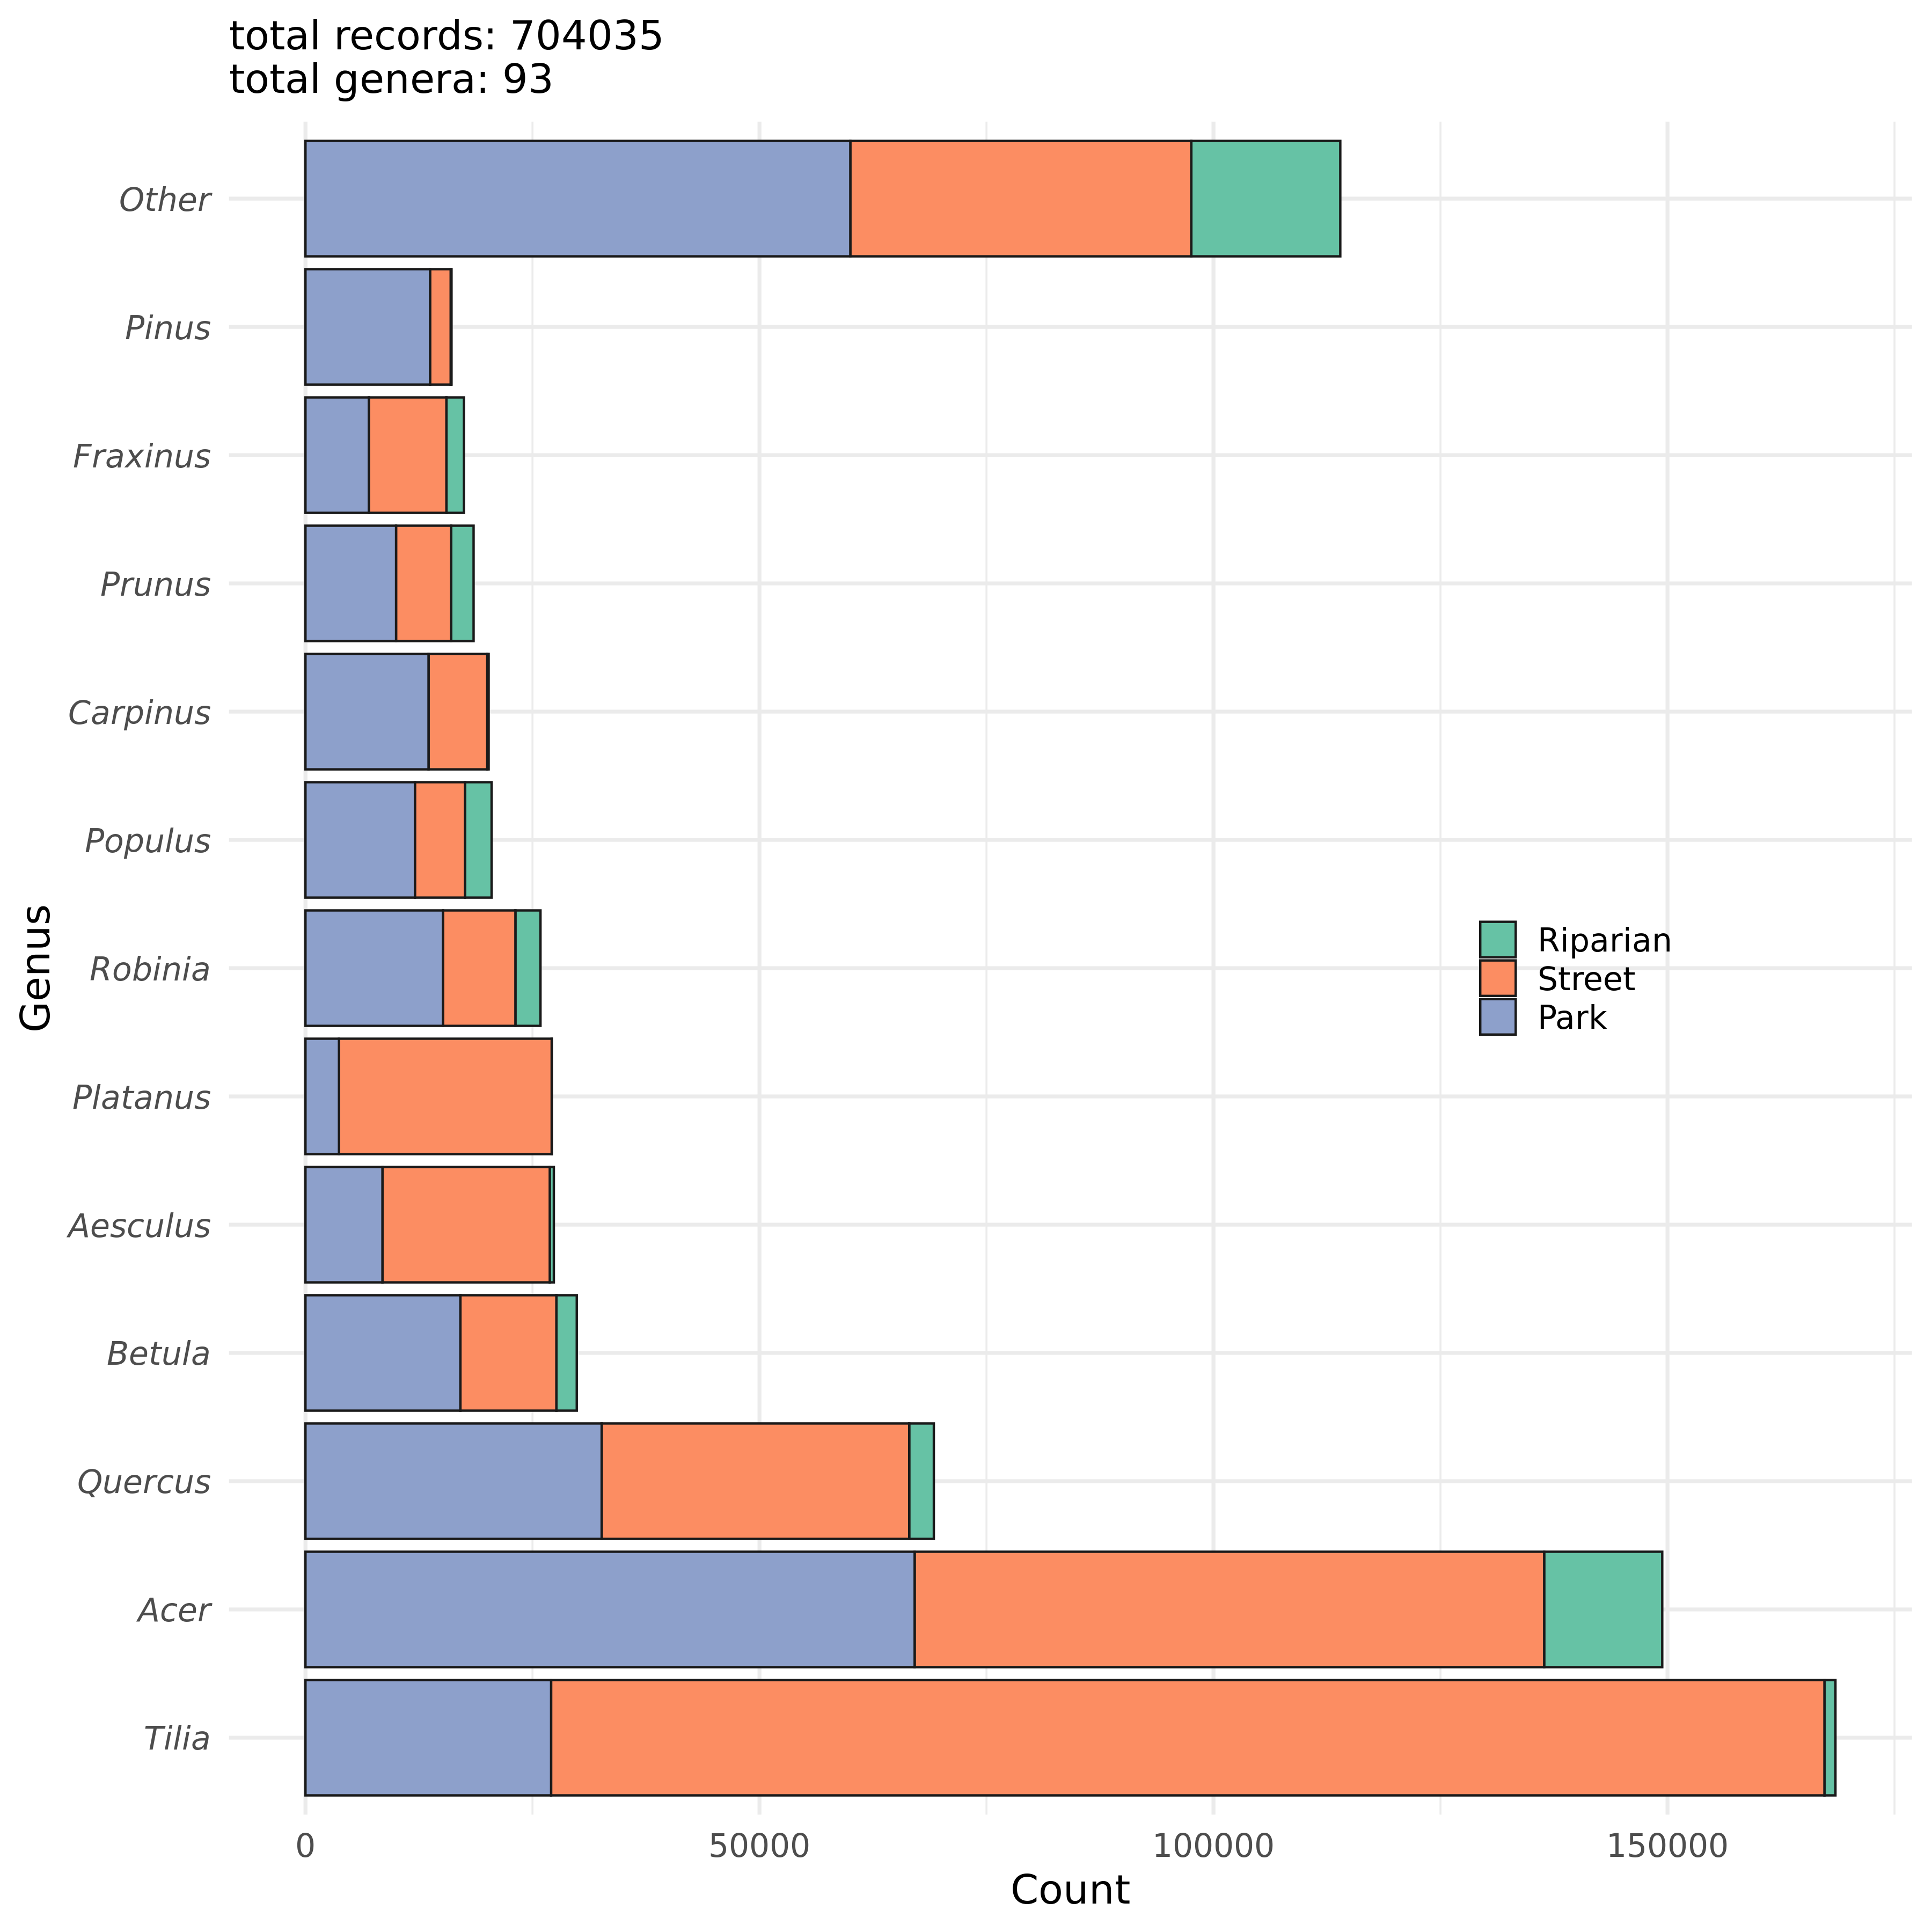 total records: 704035
total genera: 93
Other
Pinus
Fraxinus
Prunus
Carpinus
Populus
Robinia
Platanus
Aesculus
Betula
Quercus
Acer
Tilia
Genus
Riparian
Street
Park
0 50000 100000 150000
Count